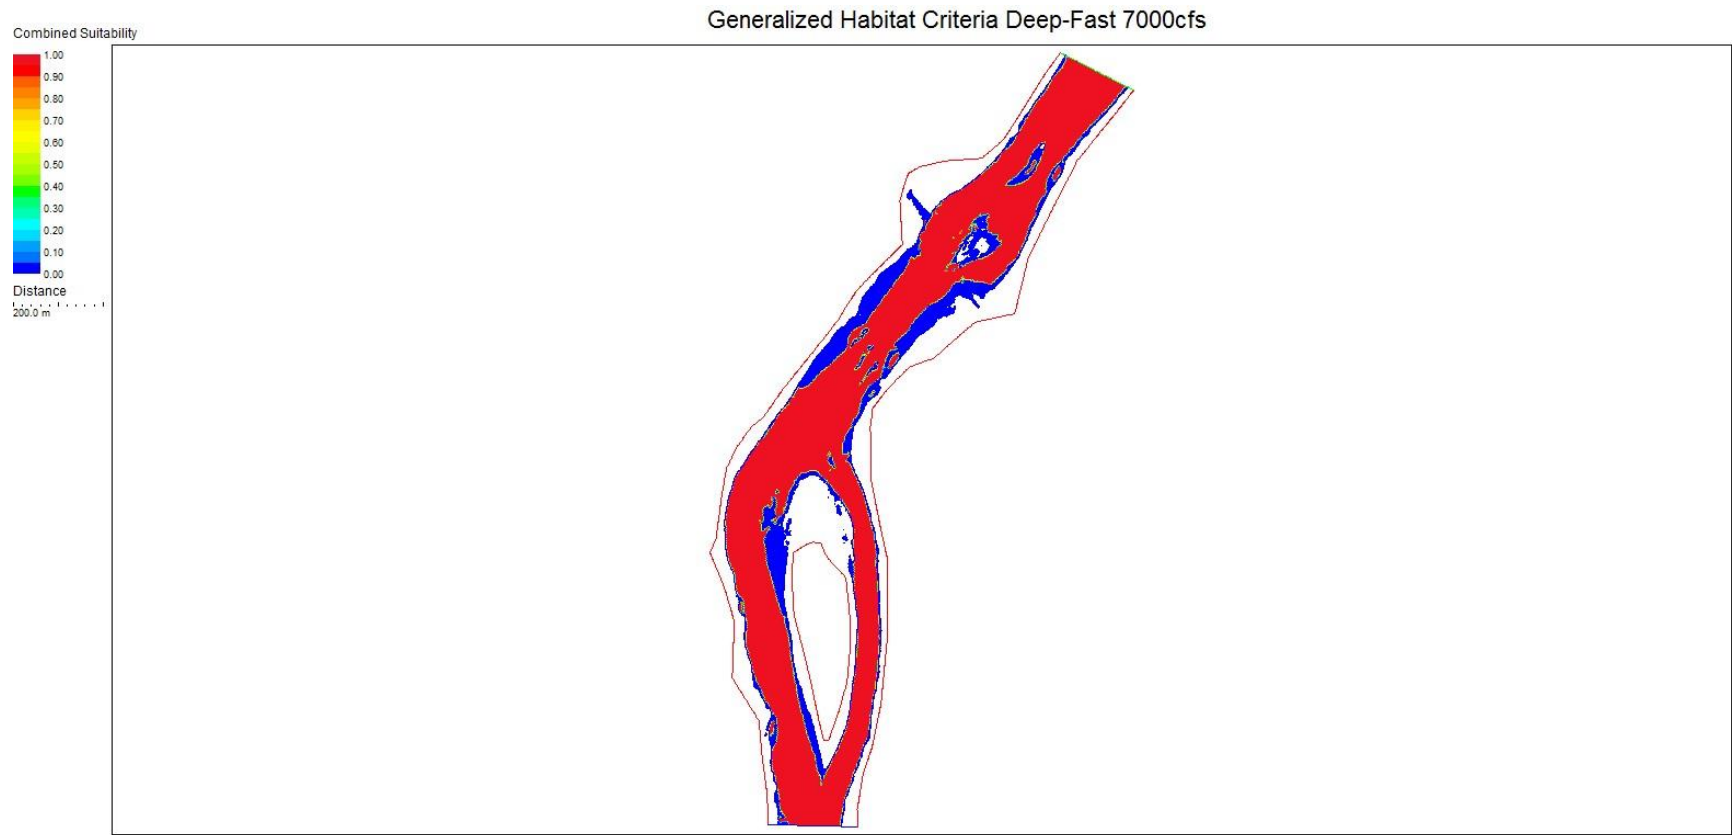 Generalized Habitat Criteria Deep-Fast 7000cfs
Combined Suitability
1.00
0.90
0.80
0.70
0.60
0.50
0.40
0.30
0.20
0.10
0.00
Distance
200.0 m